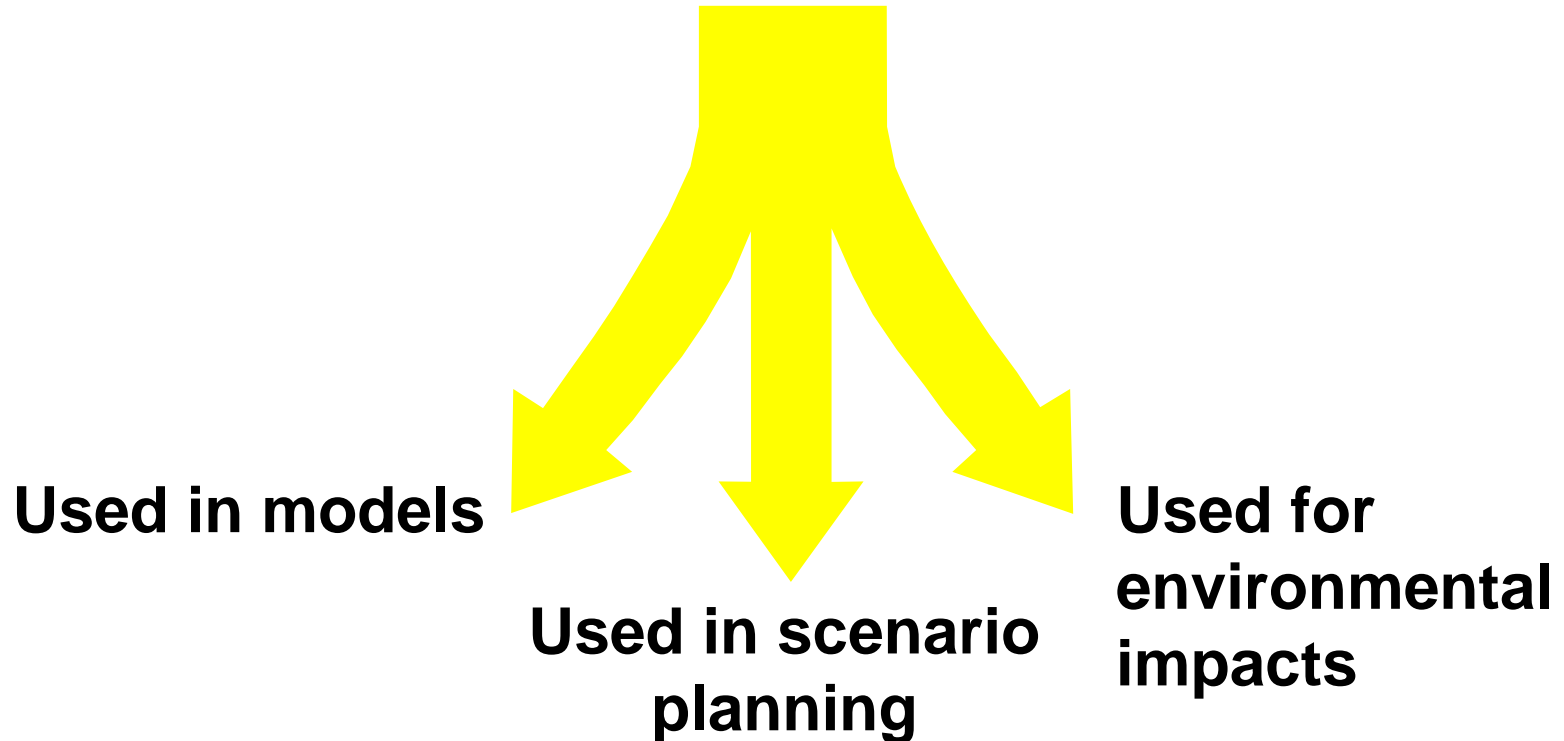 Used in models
Used in scenario
planning
Used for
environmental
impacts